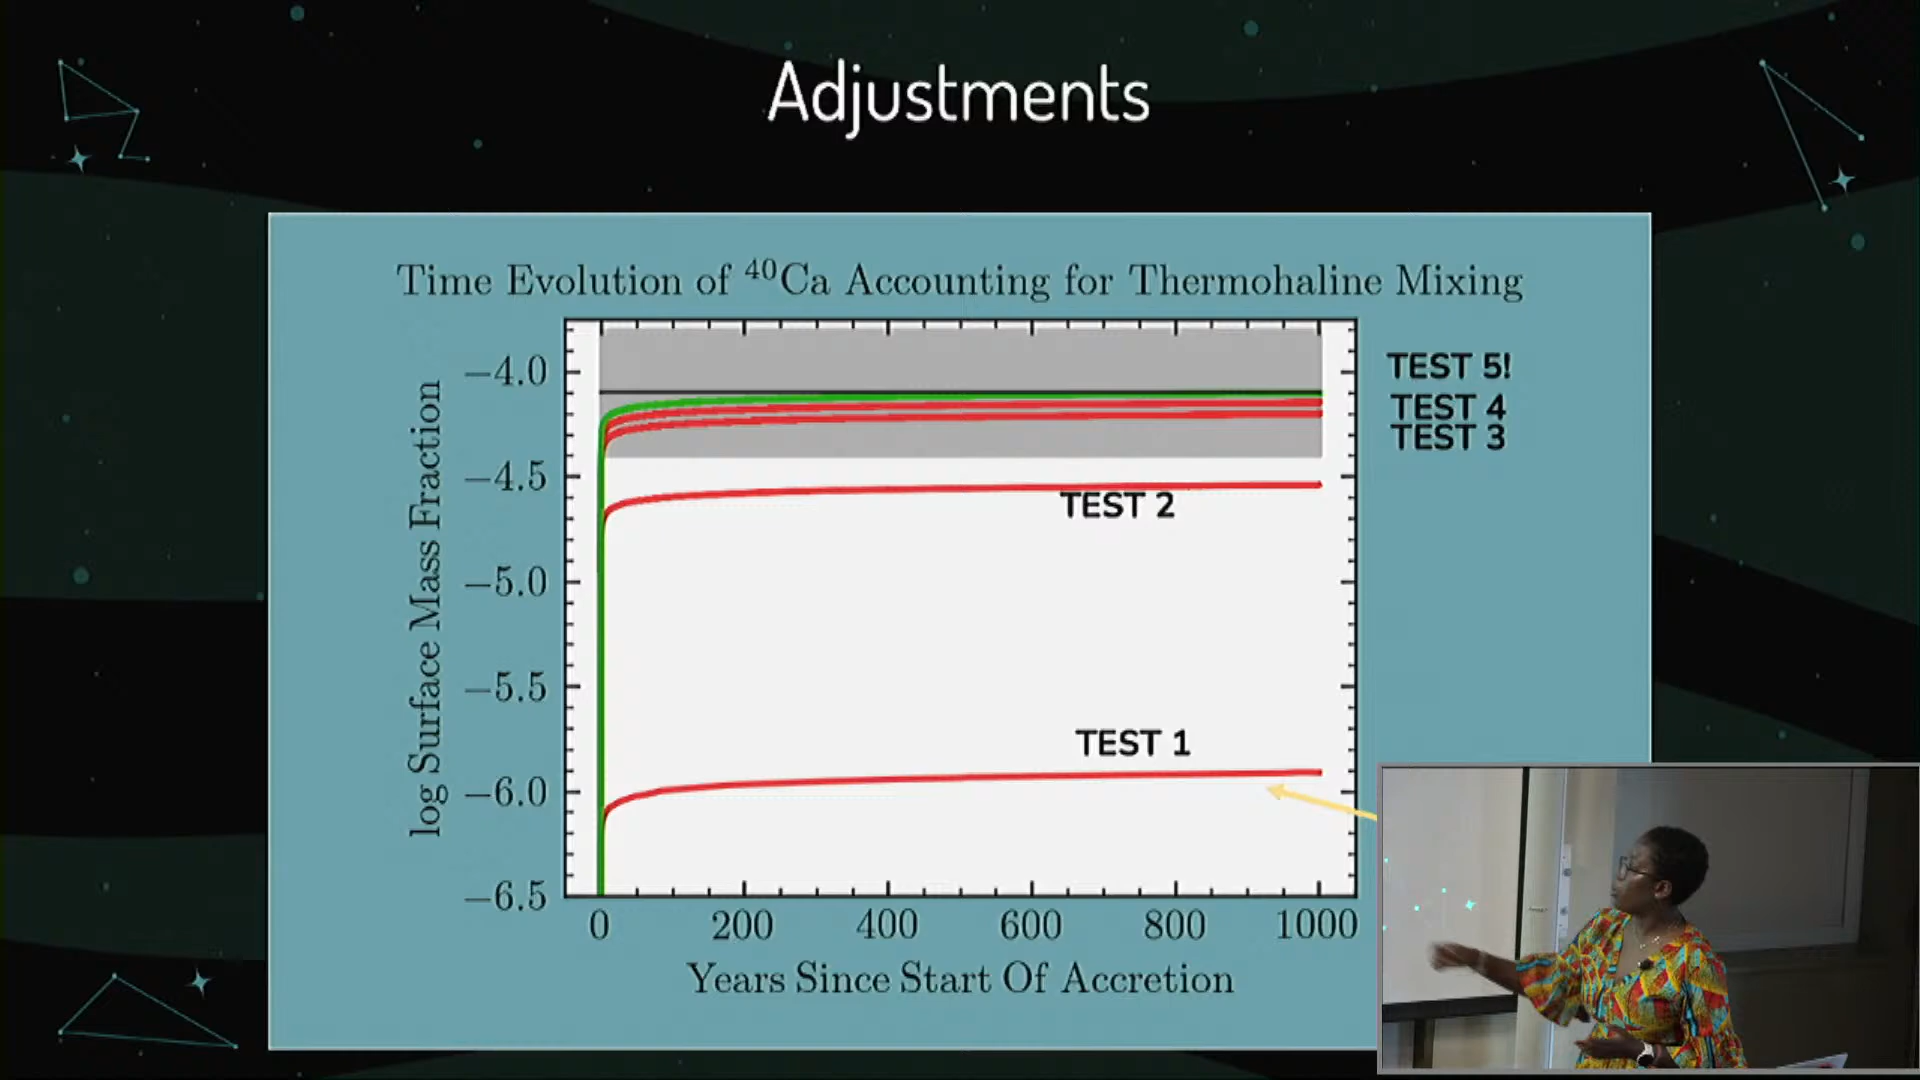 Adjustments
Time Evolution of ⁴⁰Ca Accounting for Thermohaline Mixing
log Surface Mass Fraction
−4.0
−4.5
−5.0
−5.5
−6.0
−6.5
TEST 5!
TEST 4
TEST 3
TEST 2
TEST 1
0 200 400 600 800 1000
Years Since Start Of Accretion